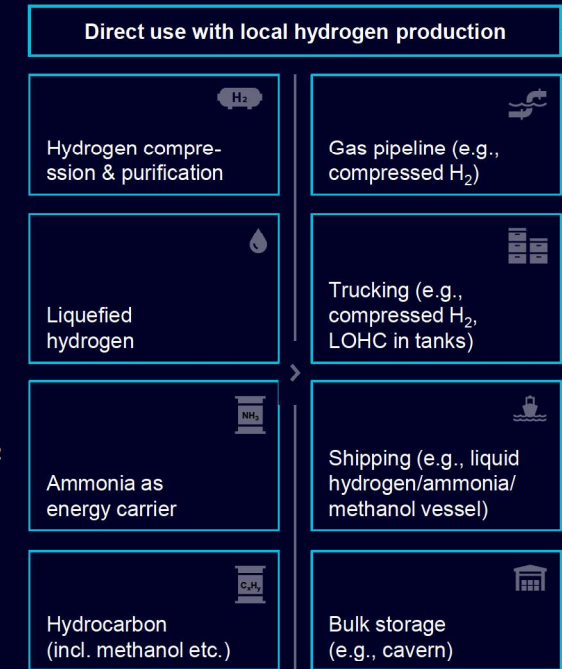 Direct use with local hydrogen production
H₂
Hydrogen compre-
ssion & purification
Gas pipeline (e.g.,
compressed H₂)
Liquefied
hydrogen
Trucking (e.g.,
compressed H₂,
LOHC in tanks)
NH₃
Ammonia as
energy carrier
Shipping (e.g., liquid
hydrogen/ammonia/
methanol vessel)
CₓHᵧ
Hydrocarbon
(incl. methanol etc.)
Bulk storage
(e.g., cavern)